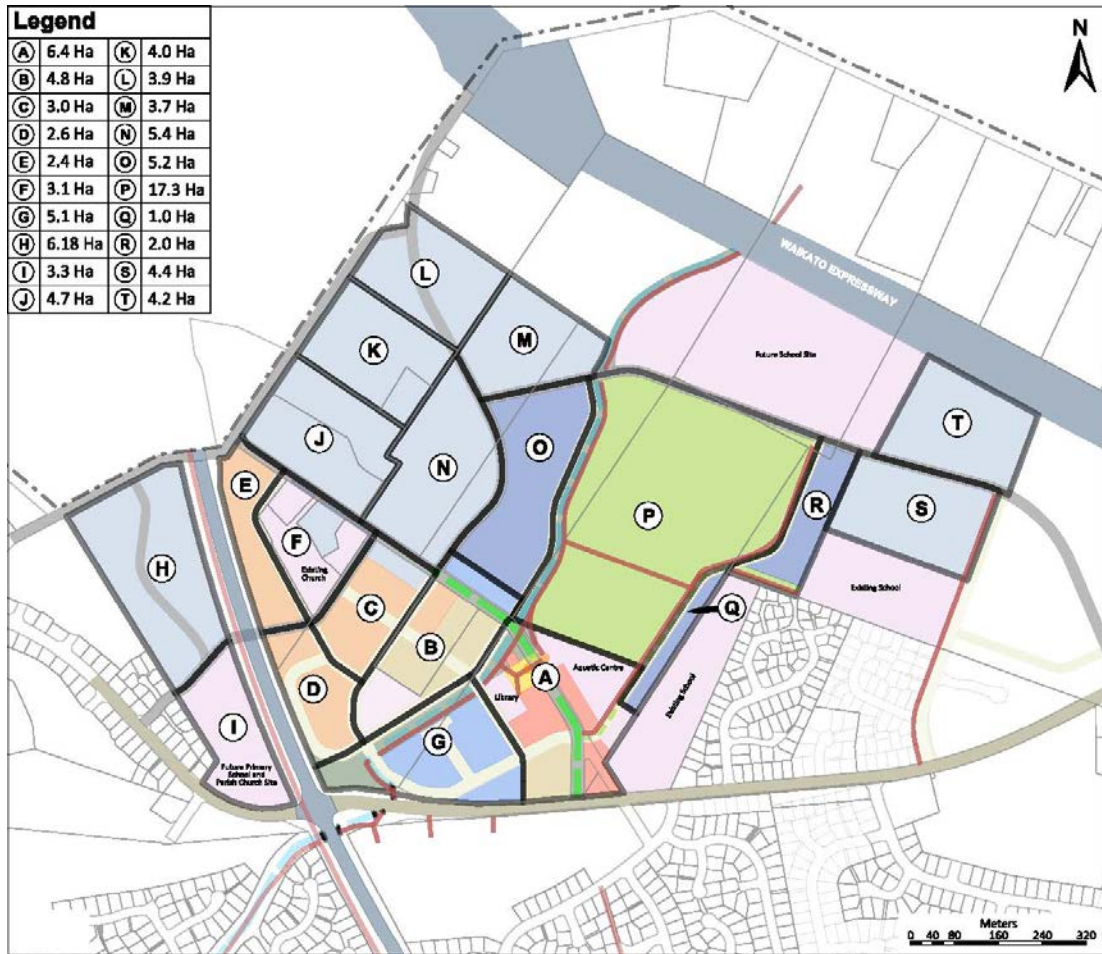 Legend
A 6.4 Ha K 4.0 Ha
B 4.8 Ha L 3.9 Ha
C 3.0 Ha M 3.7 Ha
D 2.6 Ha N 5.4 Ha
E 2.4 Ha O 5.2 Ha
F 3.1 Ha P 17.3 Ha
G 5.1 Ha Q 1.0 Ha
H 6.18 Ha R 2.0 Ha
I 3.3 Ha S 4.4 Ha
J 4.7 Ha T 4.2 Ha
N
WAIKATO EXPRESSWAY
L
K
M
Future School Site
T
J
N
O
E
P
R
S
F
Existing
Church
H
Existing School
C
Q
B
A
Aquatic Centre
D
Library
Existing School
I
G
Future Primary
School and
Parish Church Site
Meters
0 40 80 160 240 320